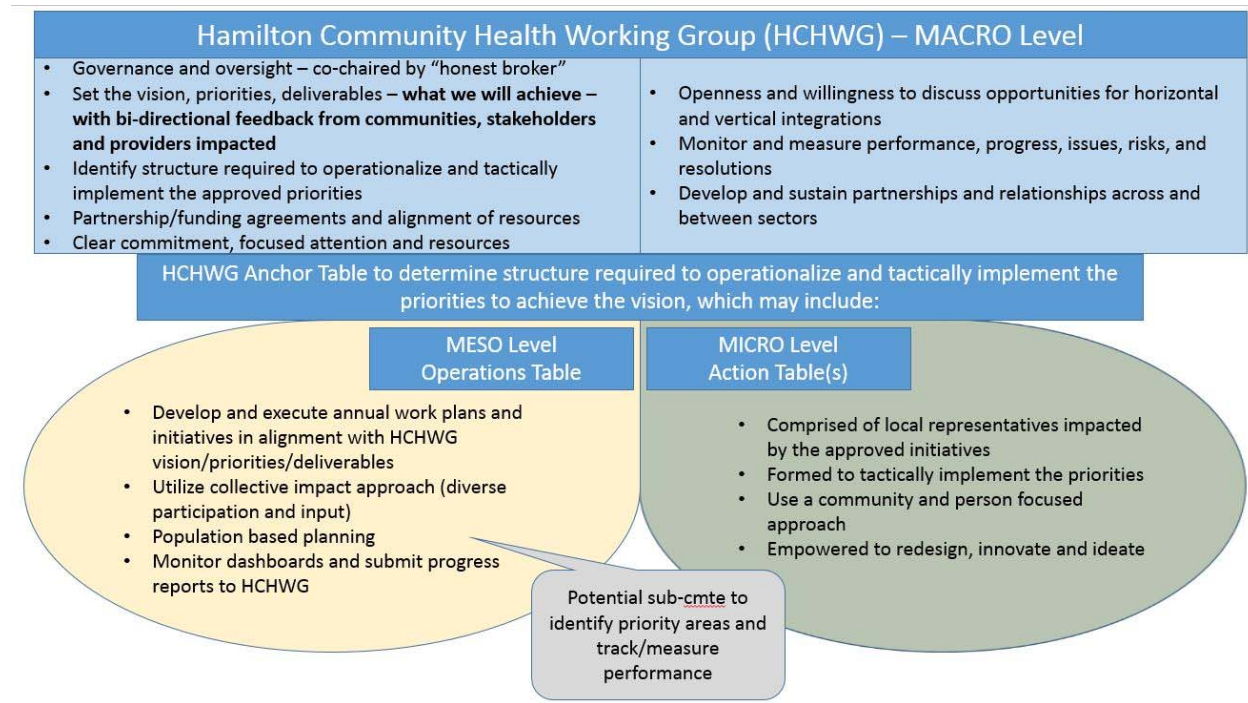 Hamilton Community Health Working Group (HCHWG) – MACRO Level
• Governance and oversight – co-chaired by “honest broker”
• Set the vision, priorities, deliverables – what we will achieve –
with bi-directional feedback from communities, stakeholders
and providers impacted
• Identify structure required to operationalize and tactically
implement the approved priorities
• Partnership/funding agreements and alignment of resources
• Clear commitment, focused attention and resources
• Openness and willingness to discuss opportunities for horizontal
and vertical integrations
• Monitor and measure performance, progress, issues, risks, and
resolutions
• Develop and sustain partnerships and relationships across and
between sectors
HCHWG Anchor Table to determine structure required to operationalize and tactically implement the
priorities to achieve the vision, which may include:
MESO Level
Operations Table
• Develop and execute annual work plans and
initiatives in alignment with HCHWG
vision/priorities/deliverables
• Utilize collective impact approach (diverse
participation and input)
• Population based planning
• Monitor dashboards and submit progress
reports to HCHWG
MICRO Level
Action Table(s)
• Comprised of local representatives impacted
by the approved initiatives
• Formed to tactically implement the priorities
• Use a community and person focused
approach
• Empowered to redesign, innovate and ideate
Potential sub-cmte to
identify priority areas and
track/measure
performance